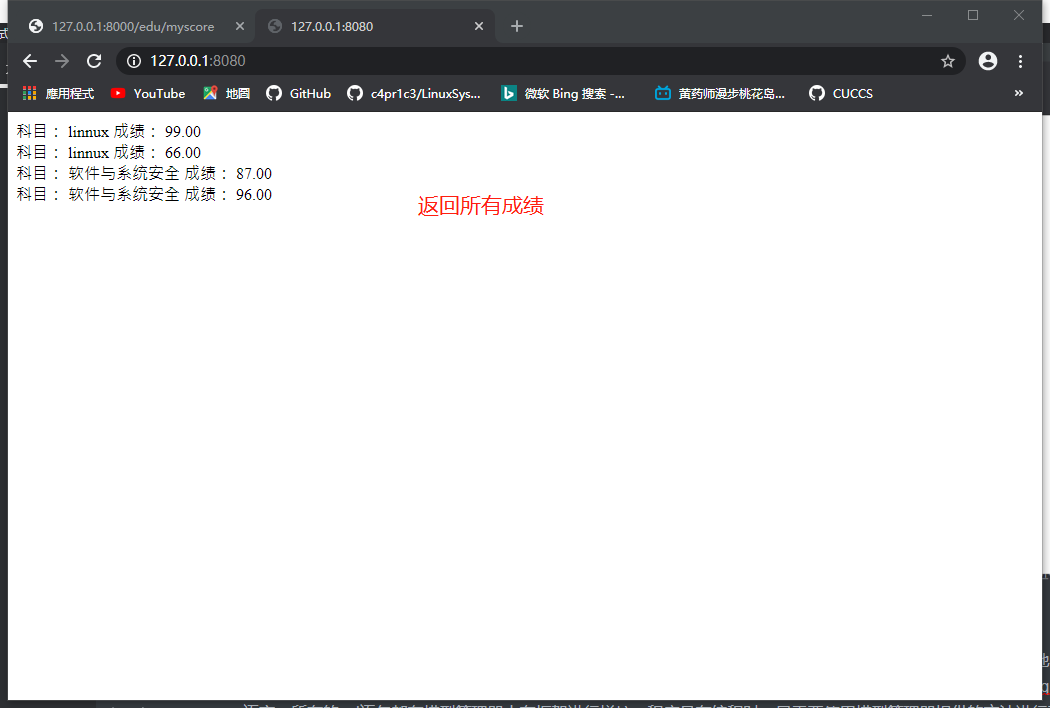 127.0.0.1:8000/edu/myscore
127.0.0.1:8080
127.0.0.1:8080
應用程式 YouTube 地圖 GitHub c4pr1c3/LinuxSys... 微软 Bing 搜索 -... 黄药师漫步桃花岛... CUCCS »
科目 ：linnux 成绩 ：99.00
科目 ：linnux 成绩 ：66.00
科目 ：软件与系统安全 成绩 ：87.00
科目 ：软件与系统安全 成绩 ：96.00
返回所有成绩